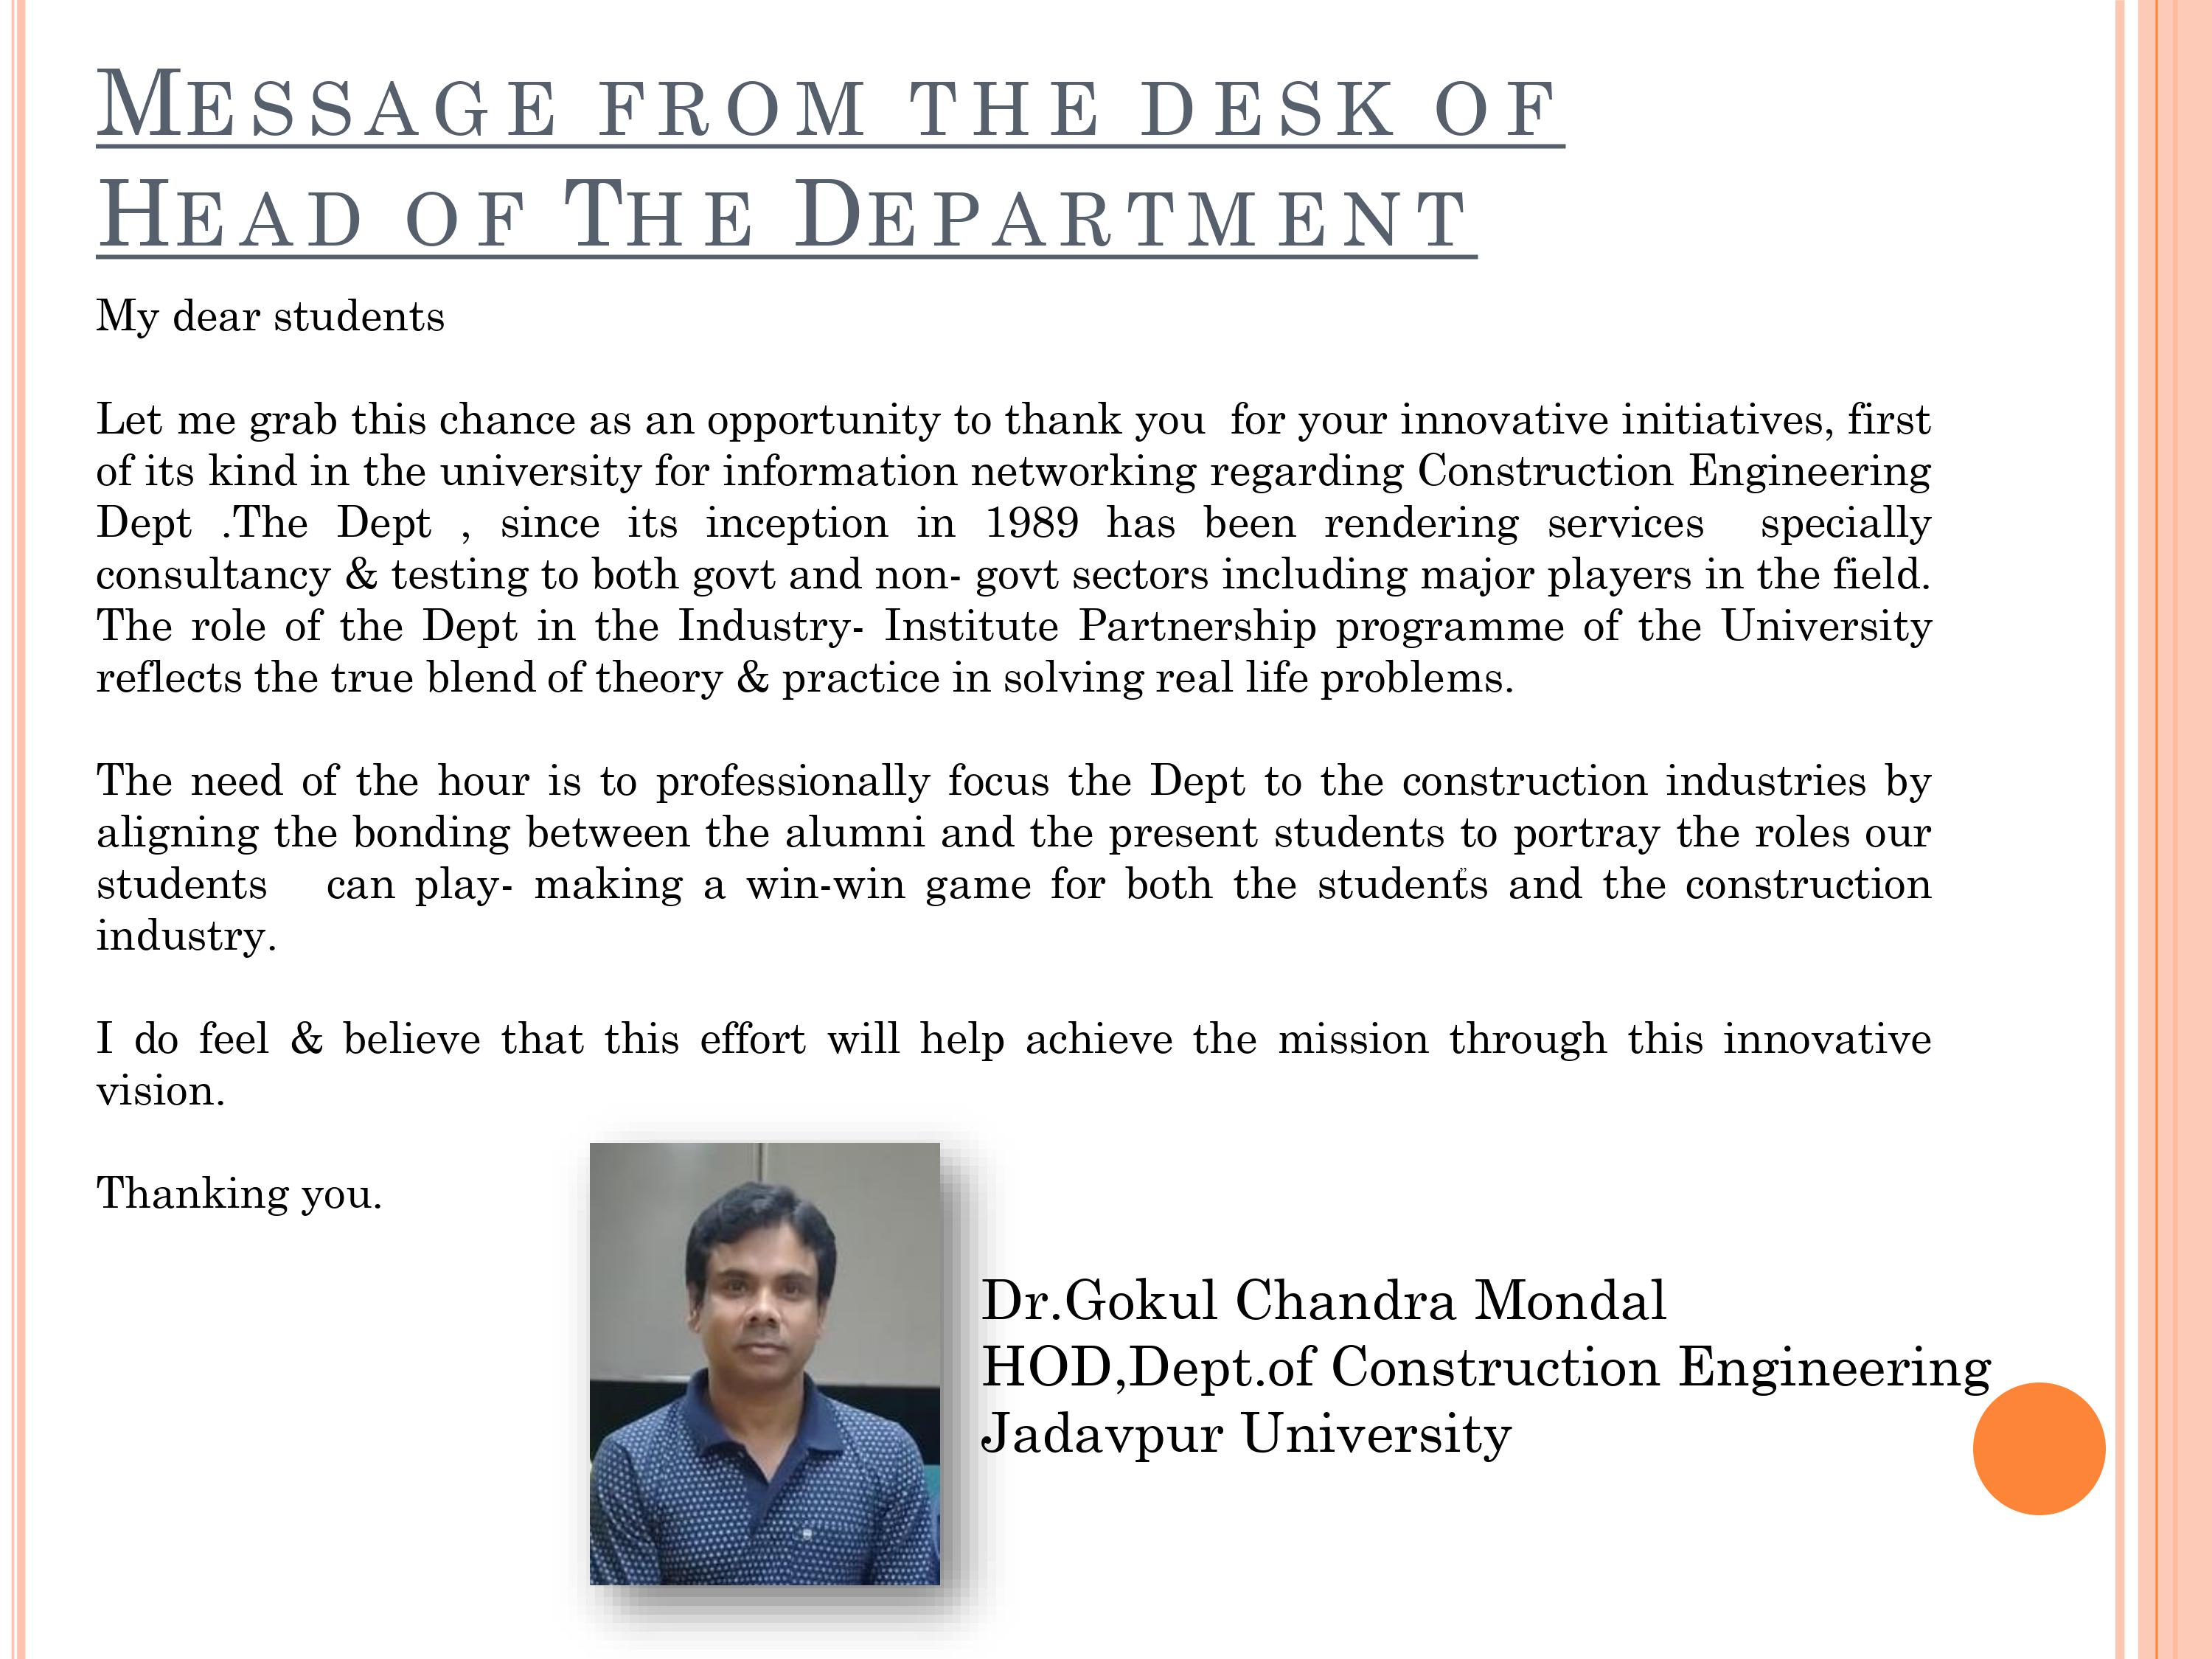 Message from the desk of
Head of The Department
My dear students
Let me grab this chance as an opportunity to thank you  for your innovative initiatives, first
of its kind in the university for information networking regarding Construction Engineering
Dept .The Dept , since its inception in 1989 has been rendering services  specially
consultancy & testing to both govt and non- govt sectors including major players in the field.
The role of the Dept in the Industry- Institute Partnership programme of the University
reflects the true blend of theory & practice in solving real life problems.
The need of the hour is to professionally focus the Dept to the construction industries by
aligning the bonding between the alumni and the present students to portray the roles our
students   can play- making a win-win game for both the students and the construction
industry.
I do feel & believe that this effort will help achieve the mission through this innovative
vision.
Thanking you.
Dr.Gokul Chandra Mondal
HOD,Dept.of Construction Engineering
Jadavpur University